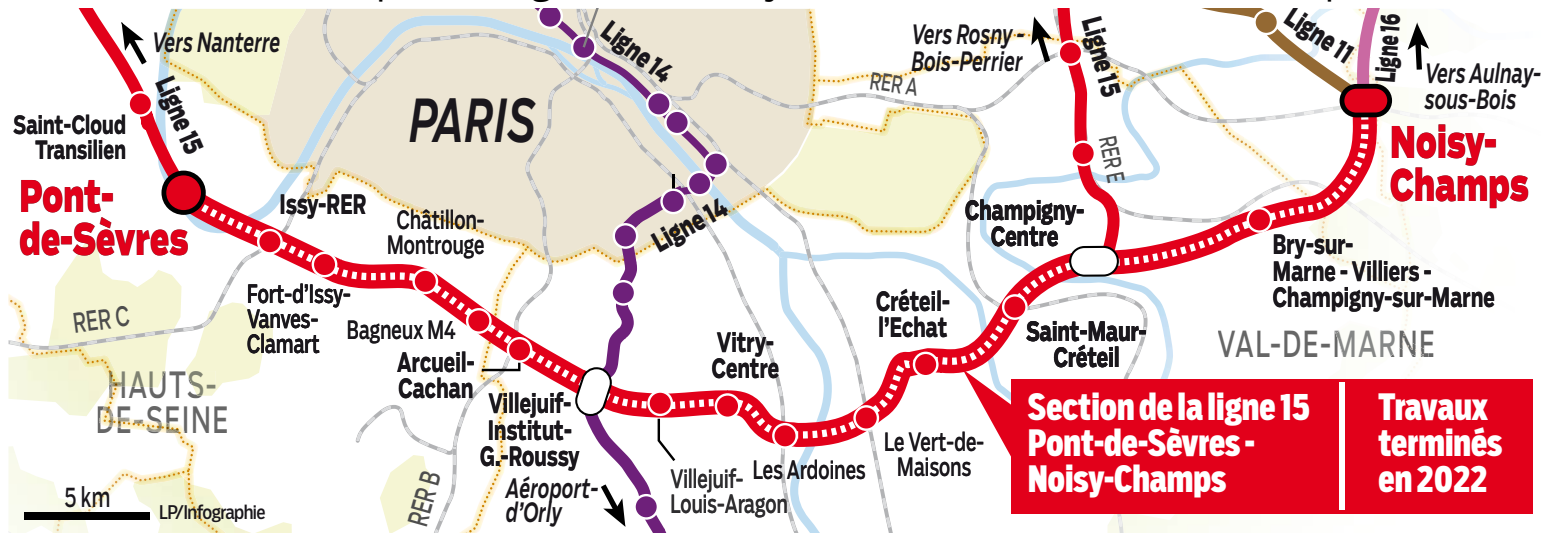 Vers Nanterre
Ligne 15
Saint-Cloud
Transilien
Pont-
de-Sèvres
Issy-RER
Châtillon-
Montrouge
PARIS
Ligne 14
Ligne 14
RER A
Vers Rosny -
Bois-Perrier
Ligne 15
RER E
Ligne 11
Ligne 16
Vers Aulnay-
sous-Bois
Noisy-
Champs
Champigny-
Centre
Bry-sur-
Marne - Villiers -
Champigny-sur-Marne
VAL-DE-MARNE
RER C
Fort-d'Issy-
Vanves-
Clamart
Bagneux M4
Arcueil-
Cachan
HAUTS-
DE-SEINE
Villejuif-
Institut-
G.-Roussy
Vitry-
Centre
Créteil-
l'Echat
Saint-Maur-
Créteil
RER B
Aéroport-
d'Orly
Villejuif-
Louis-Aragon
Les Ardoines
Le Vert-de-
Maisons
Section de la ligne 15
Pont-de-Sèvres -
Noisy-Champs
Travaux
terminés
en 2022
5 km
LP/Infographie